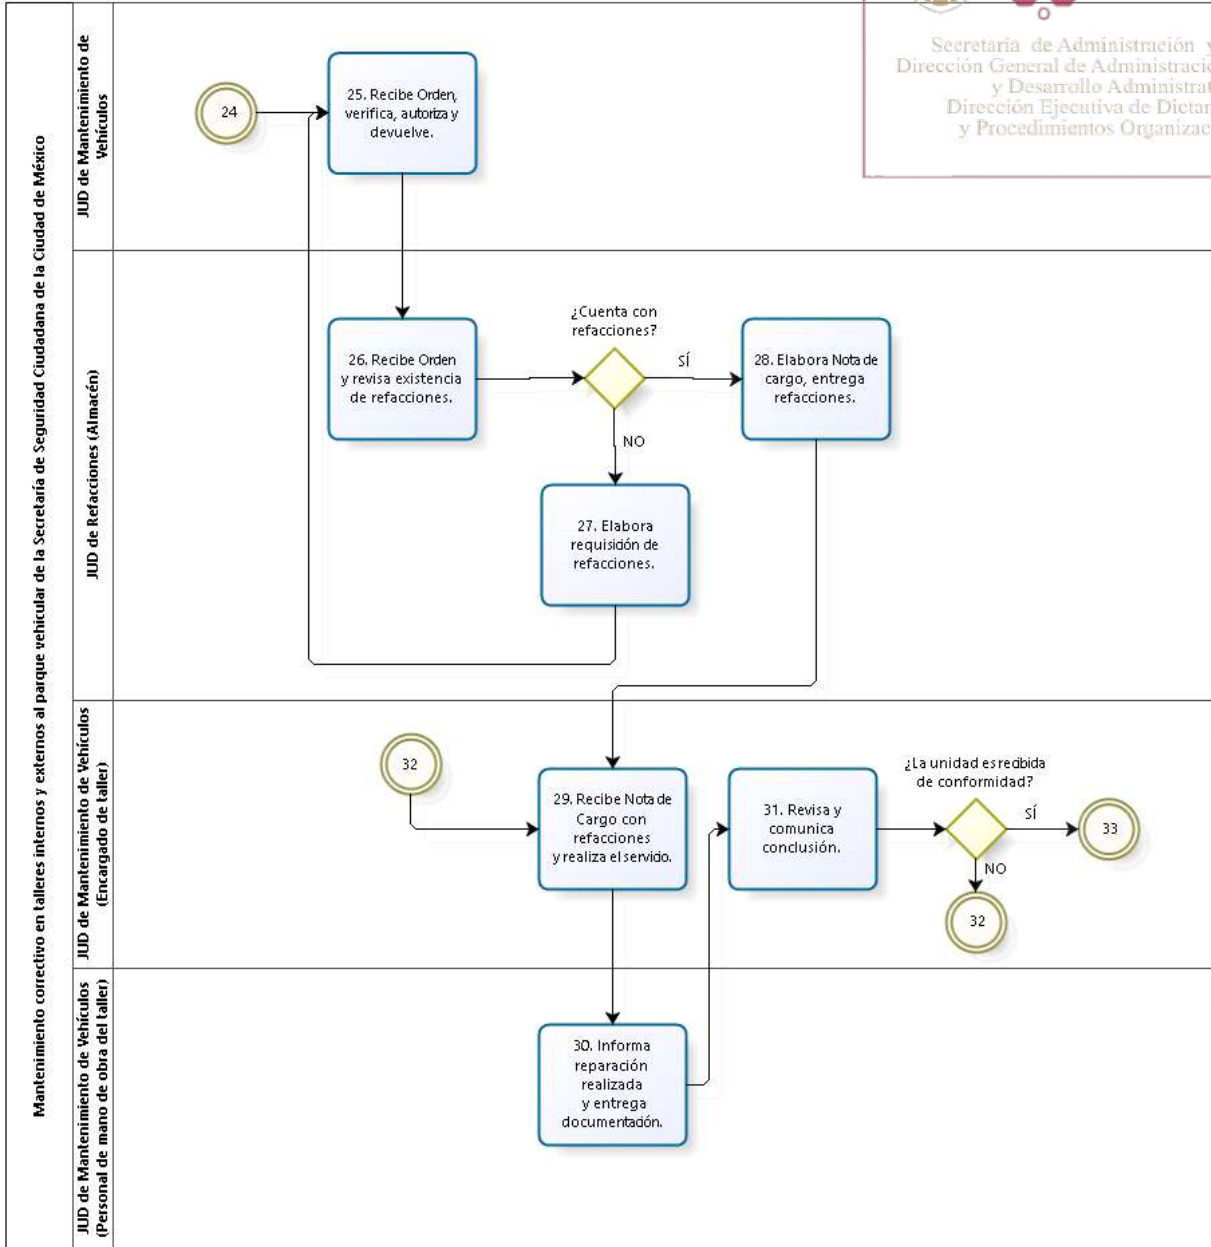 Secretaría de Administración y
Dirección General de Administraci
y Desarrollo Administrat
Dirección Ejecutiva de Dicta
y Procedimientos Organizac
Mantenimiento correctivo en talleres internos y externos al parque vehicular de la Secretaría de Seguridad Ciudadana de la Ciudad de México
JUD de Mantenimiento de
Vehículos
24
25. Recibe Orden,
verifica, autoriza y
devuelve.
JUD de Refacciones (Almacén)
26. Recibe Orden
y revisa existencia
de refacciones.
¿Cuenta con
refacciones?
SÍ
NO
28. Elabora Nota de
cargo, entrega
refacciones.
27. Elabora
requisición de
refacciones.
JUD de Mantenimiento de Vehículos
(Encargado de taller)
32
29. Recibe Nota de
Cargo con
refacciones
y realiza el servicio.
31. Revisa y
comunica
conclusión.
¿La unidad es recibida
de conformidad?
SÍ
33
NO
32
JUD de Mantenimiento de Vehículos
(Personal de mano de obra del taller)
30. Informa
reparación
realizada
y entrega
documentación.